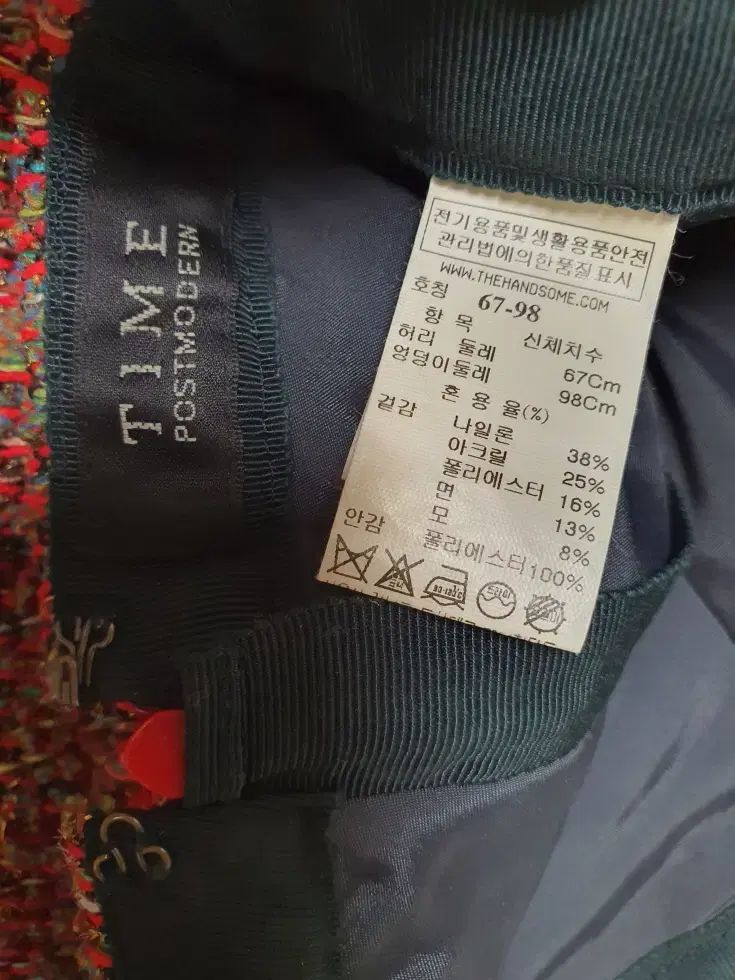 TIME
POSTMODERN
전기용품및생활용품안전
관리법에의한품질표시
WWW.THEHANDSOME.COM
호칭 67-98
항 목 신체치수
허리 둘레 67Cm
엉덩이둘레 98Cm
혼 용 율(%)
겉감 나일론 38%
아크릴 25%
폴리에스터 16%
면 13%
모 8%
안감 폴리에스터100%
드라이